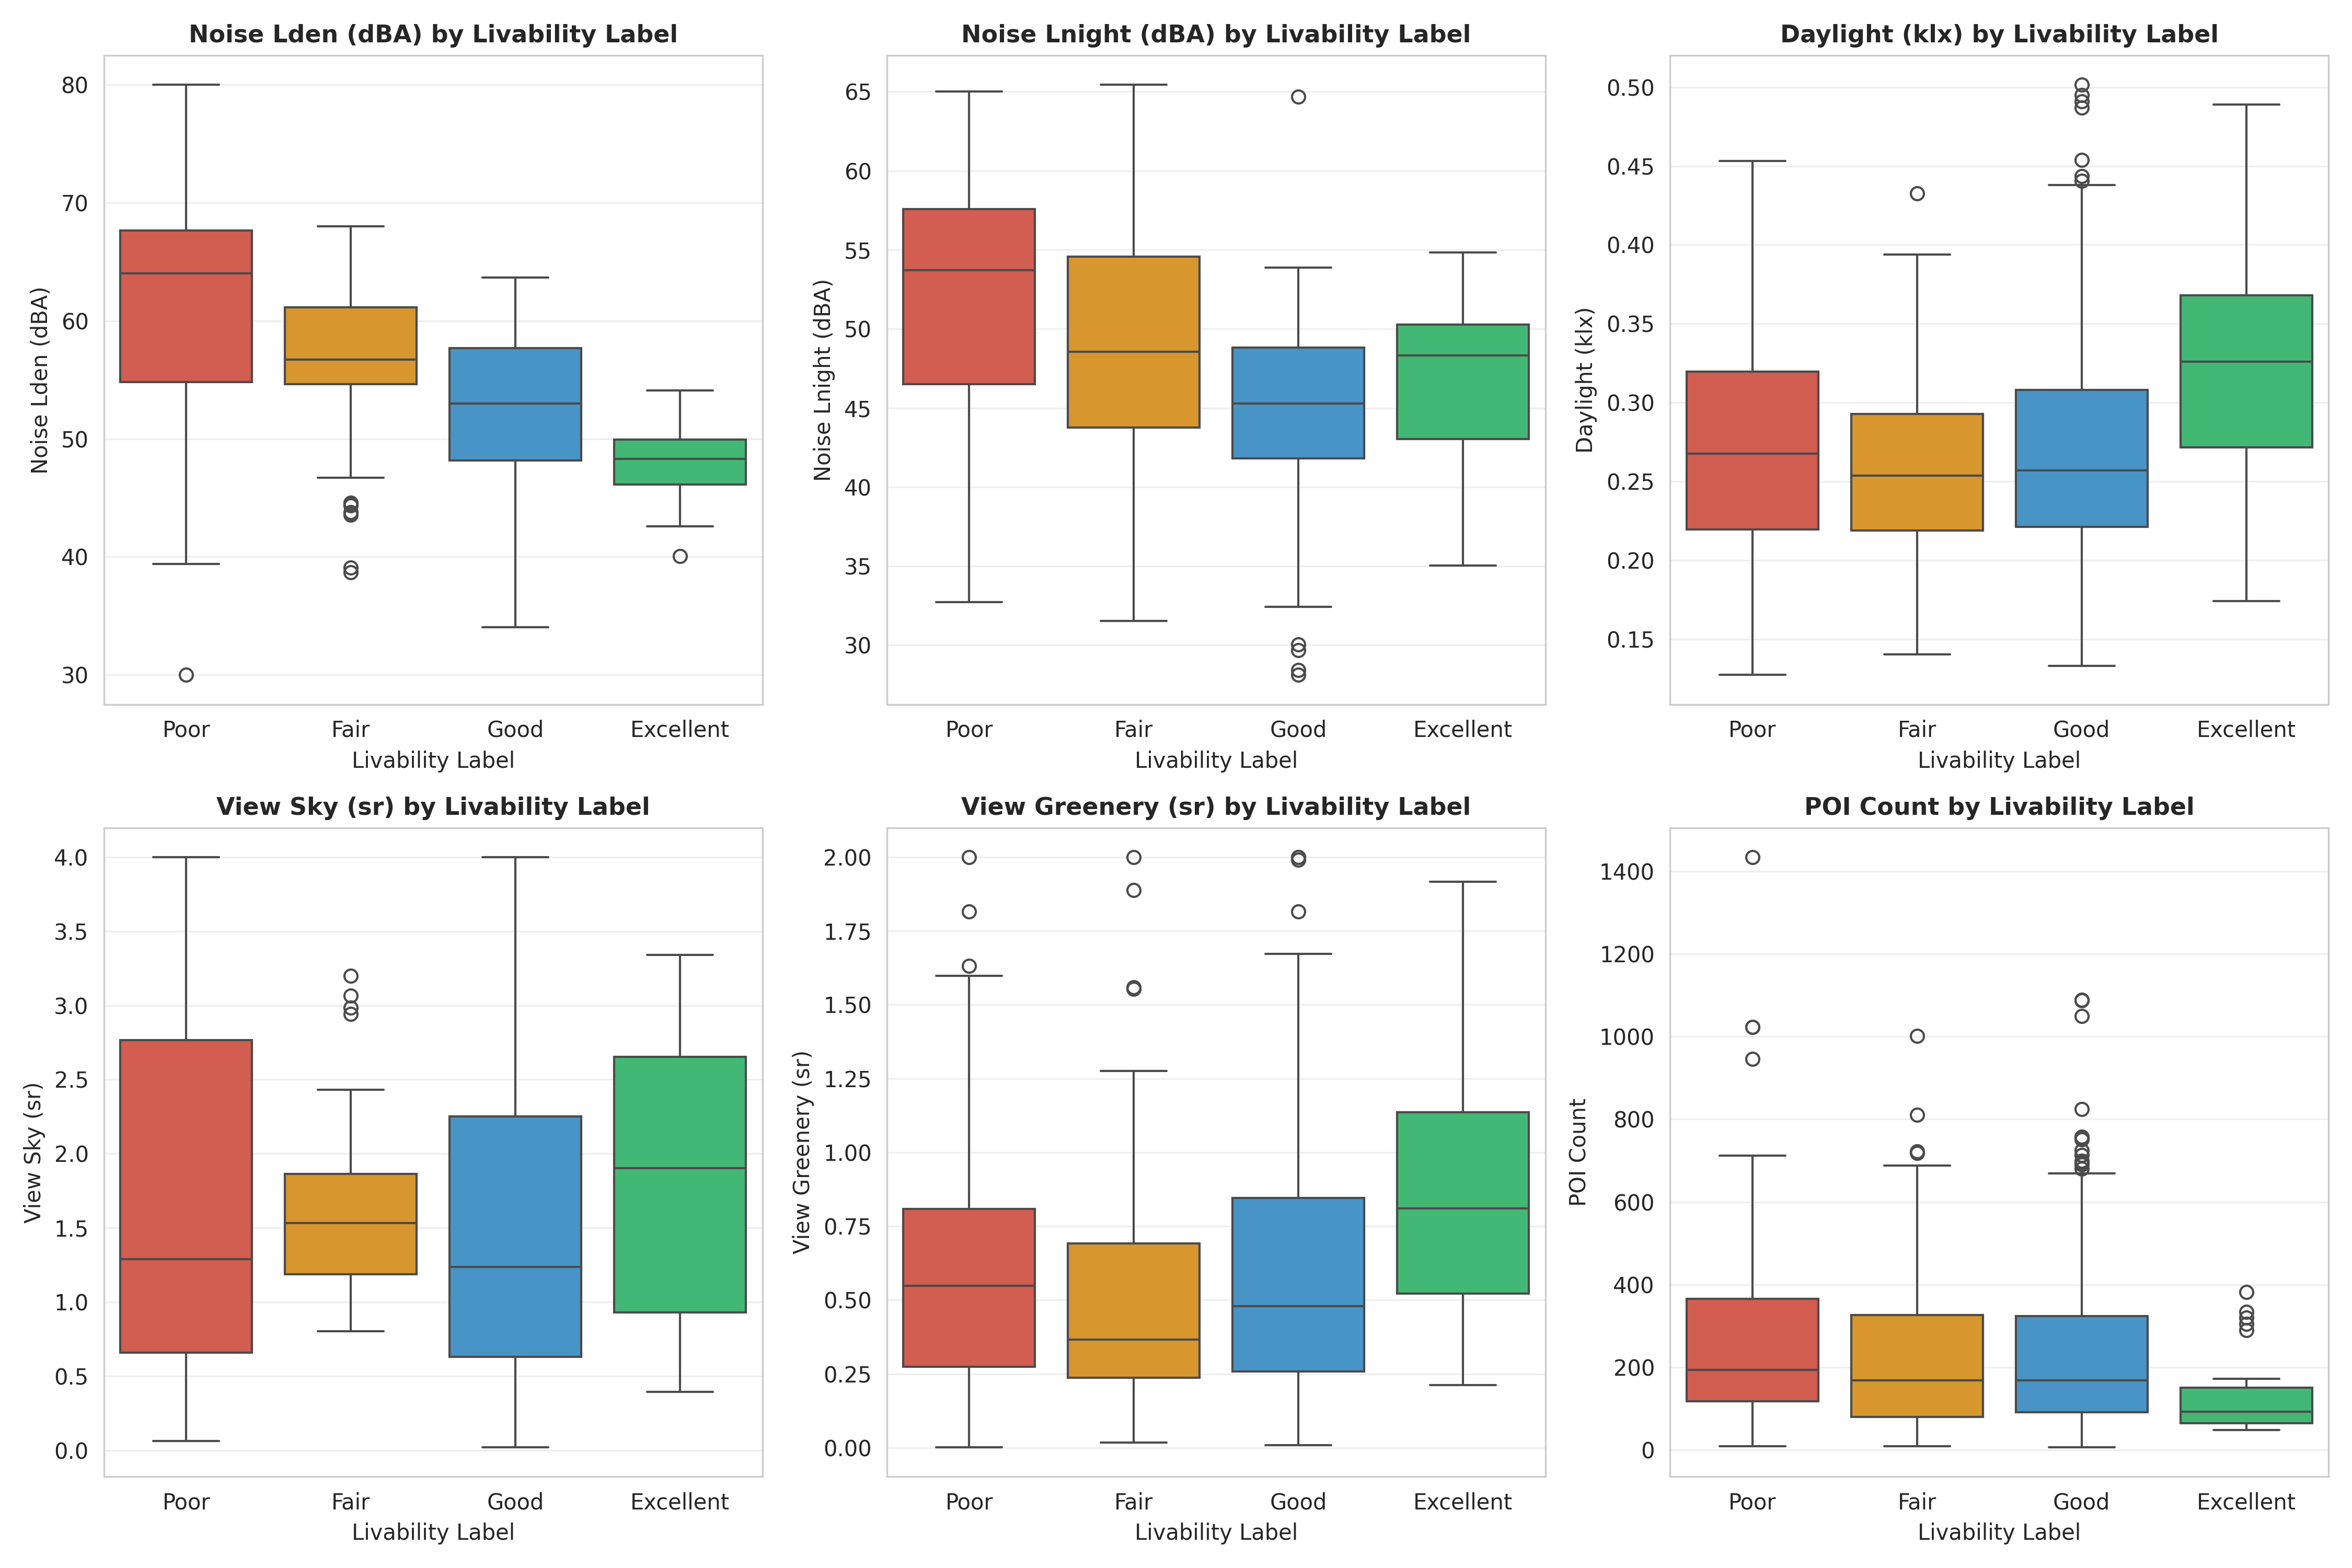 Noise Lden (dBA) by Livability Label
Noise Lden (dBA)
80
70
60
50
40
30
Poor Fair Good Excellent
Livability Label
Noise Lnight (dBA) by Livability Label
Noise Lnight (dBA)
65
60
55
50
45
40
35
30
Poor Fair Good Excellent
Livability Label
Daylight (klx) by Livability Label
Daylight (klx)
0.50
0.45
0.40
0.35
0.30
0.25
0.20
0.15
Poor Fair Good Excellent
Livability Label
View Sky (sr) by Livability Label
View Sky (sr)
4.0
3.5
3.0
2.5
2.0
1.5
1.0
0.5
0.0
Poor Fair Good Excellent
Livability Label
View Greenery (sr) by Livability Label
View Greenery (sr)
2.00
1.75
1.50
1.25
1.00
0.75
0.50
0.25
0.00
Poor Fair Good Excellent
Livability Label
POI Count by Livability Label
POI Count
1400
1200
1000
800
600
400
200
0
Poor Fair Good Excellent
Livability Label